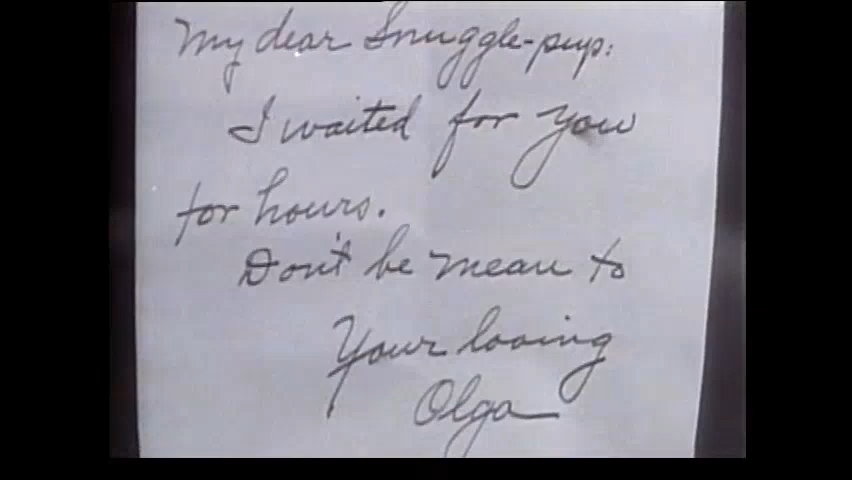 My dear Snuggle-pup:
I waited for you
for hours.
Don't be mean to
Your loving
Olga